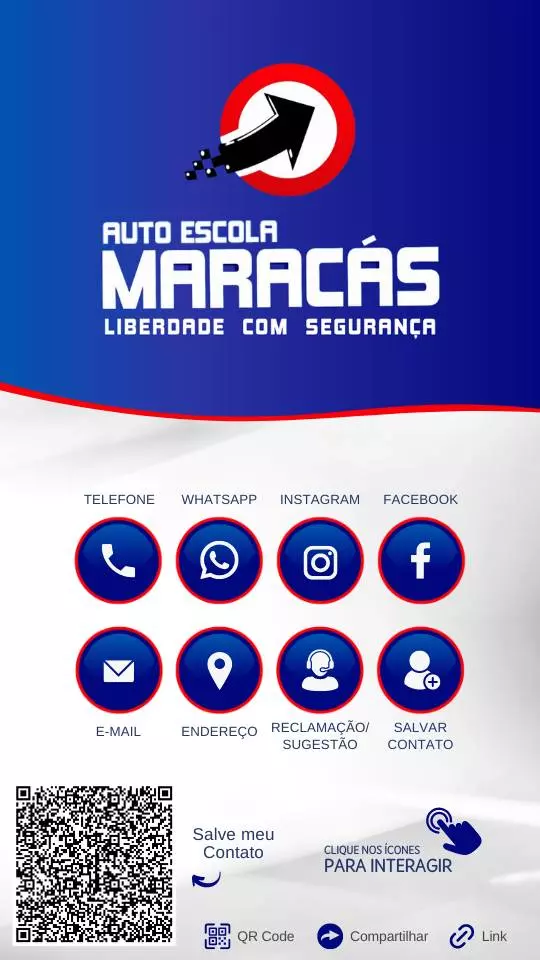 AUTO ESCOLA
MARACÁS
LIBERDADE COM SEGURANÇA
TELEFONE
WHATSAPP
INSTAGRAM
FACEBOOK
E-MAIL
ENDEREÇO
RECLAMAÇÃO/
SUGESTÃO
SALVAR
CONTATO
Salve meu
Contato
CLIQUE NOS ÍCONES
PARA INTERAGIR
QR Code
Compartilhar
Link